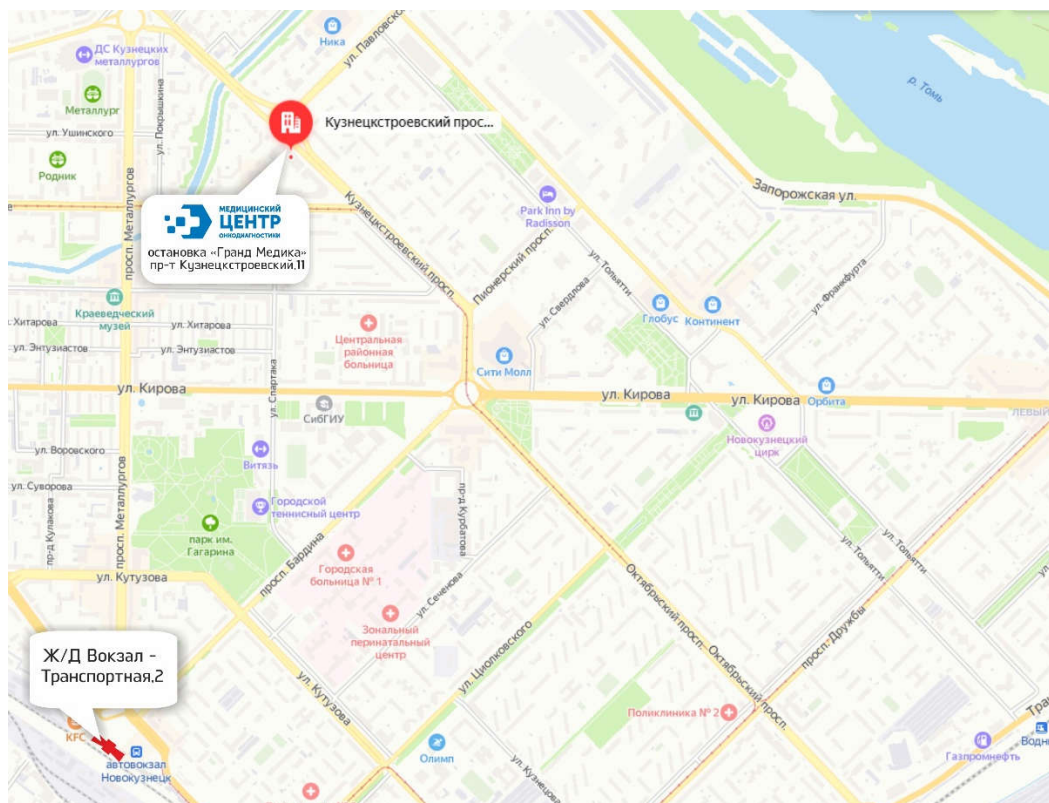 Ника
ул. Павловского
ДС Кузнецких
металлургов
р. Томь
Металлург
ул. Ушинского
ул. Покрышкина
Кузнецкстроевский прос...
Родник
просп. Металлургов
Запорожская ул.
МЕДИЦИНСКИЙ
ЦЕНТР
ОНКОДИАГНОСТИКИ
остановка «Гранд Медика»
пр-т Кузнецкстроевский,11
Кузнецкстроевский просп.
Park Inn by
Radisson
Пионерский просп.
ул. Тольятти
ул. Свердлова
ул. Франкфурта
Краеведческий
музей
Глобус
Континент
ул. Хитарова
ул. Хитарова
ул. Энтузиастов
ул. Энтузиастов
Центральная
районная
больница
Сити Молл
ул. Кирова
ул. Спартака
СибГИУ
ул. Кирова
ул. Кирова
Орбита
ЛЕВЫЙ
Новокузнецкий
цирк
ул. Воровского
Витязь
ул. Суворова
просп. Металлургов
пр-д Кулакова
Городской
теннисный центр
пр-д Курбатова
парк им.
Гагарина
просп. Бардина
Городская
больница № 1
ул. Кутузова
ул. Сеченова
ул. Тольятти
ул. Тольятти
Октябрьский просп.
Октябрьский просп.
просп. Дружбы
Зональный
перинатальный
центр
ул. Циолковского
Ж/Д Вокзал -
Транспортная,2
ул. Кутузова
Поликлиника № 2
KFC
автовокзал
Новокузнецк
Олимп
ул. Кузнецова
Газпромнефть
Тра
Водн